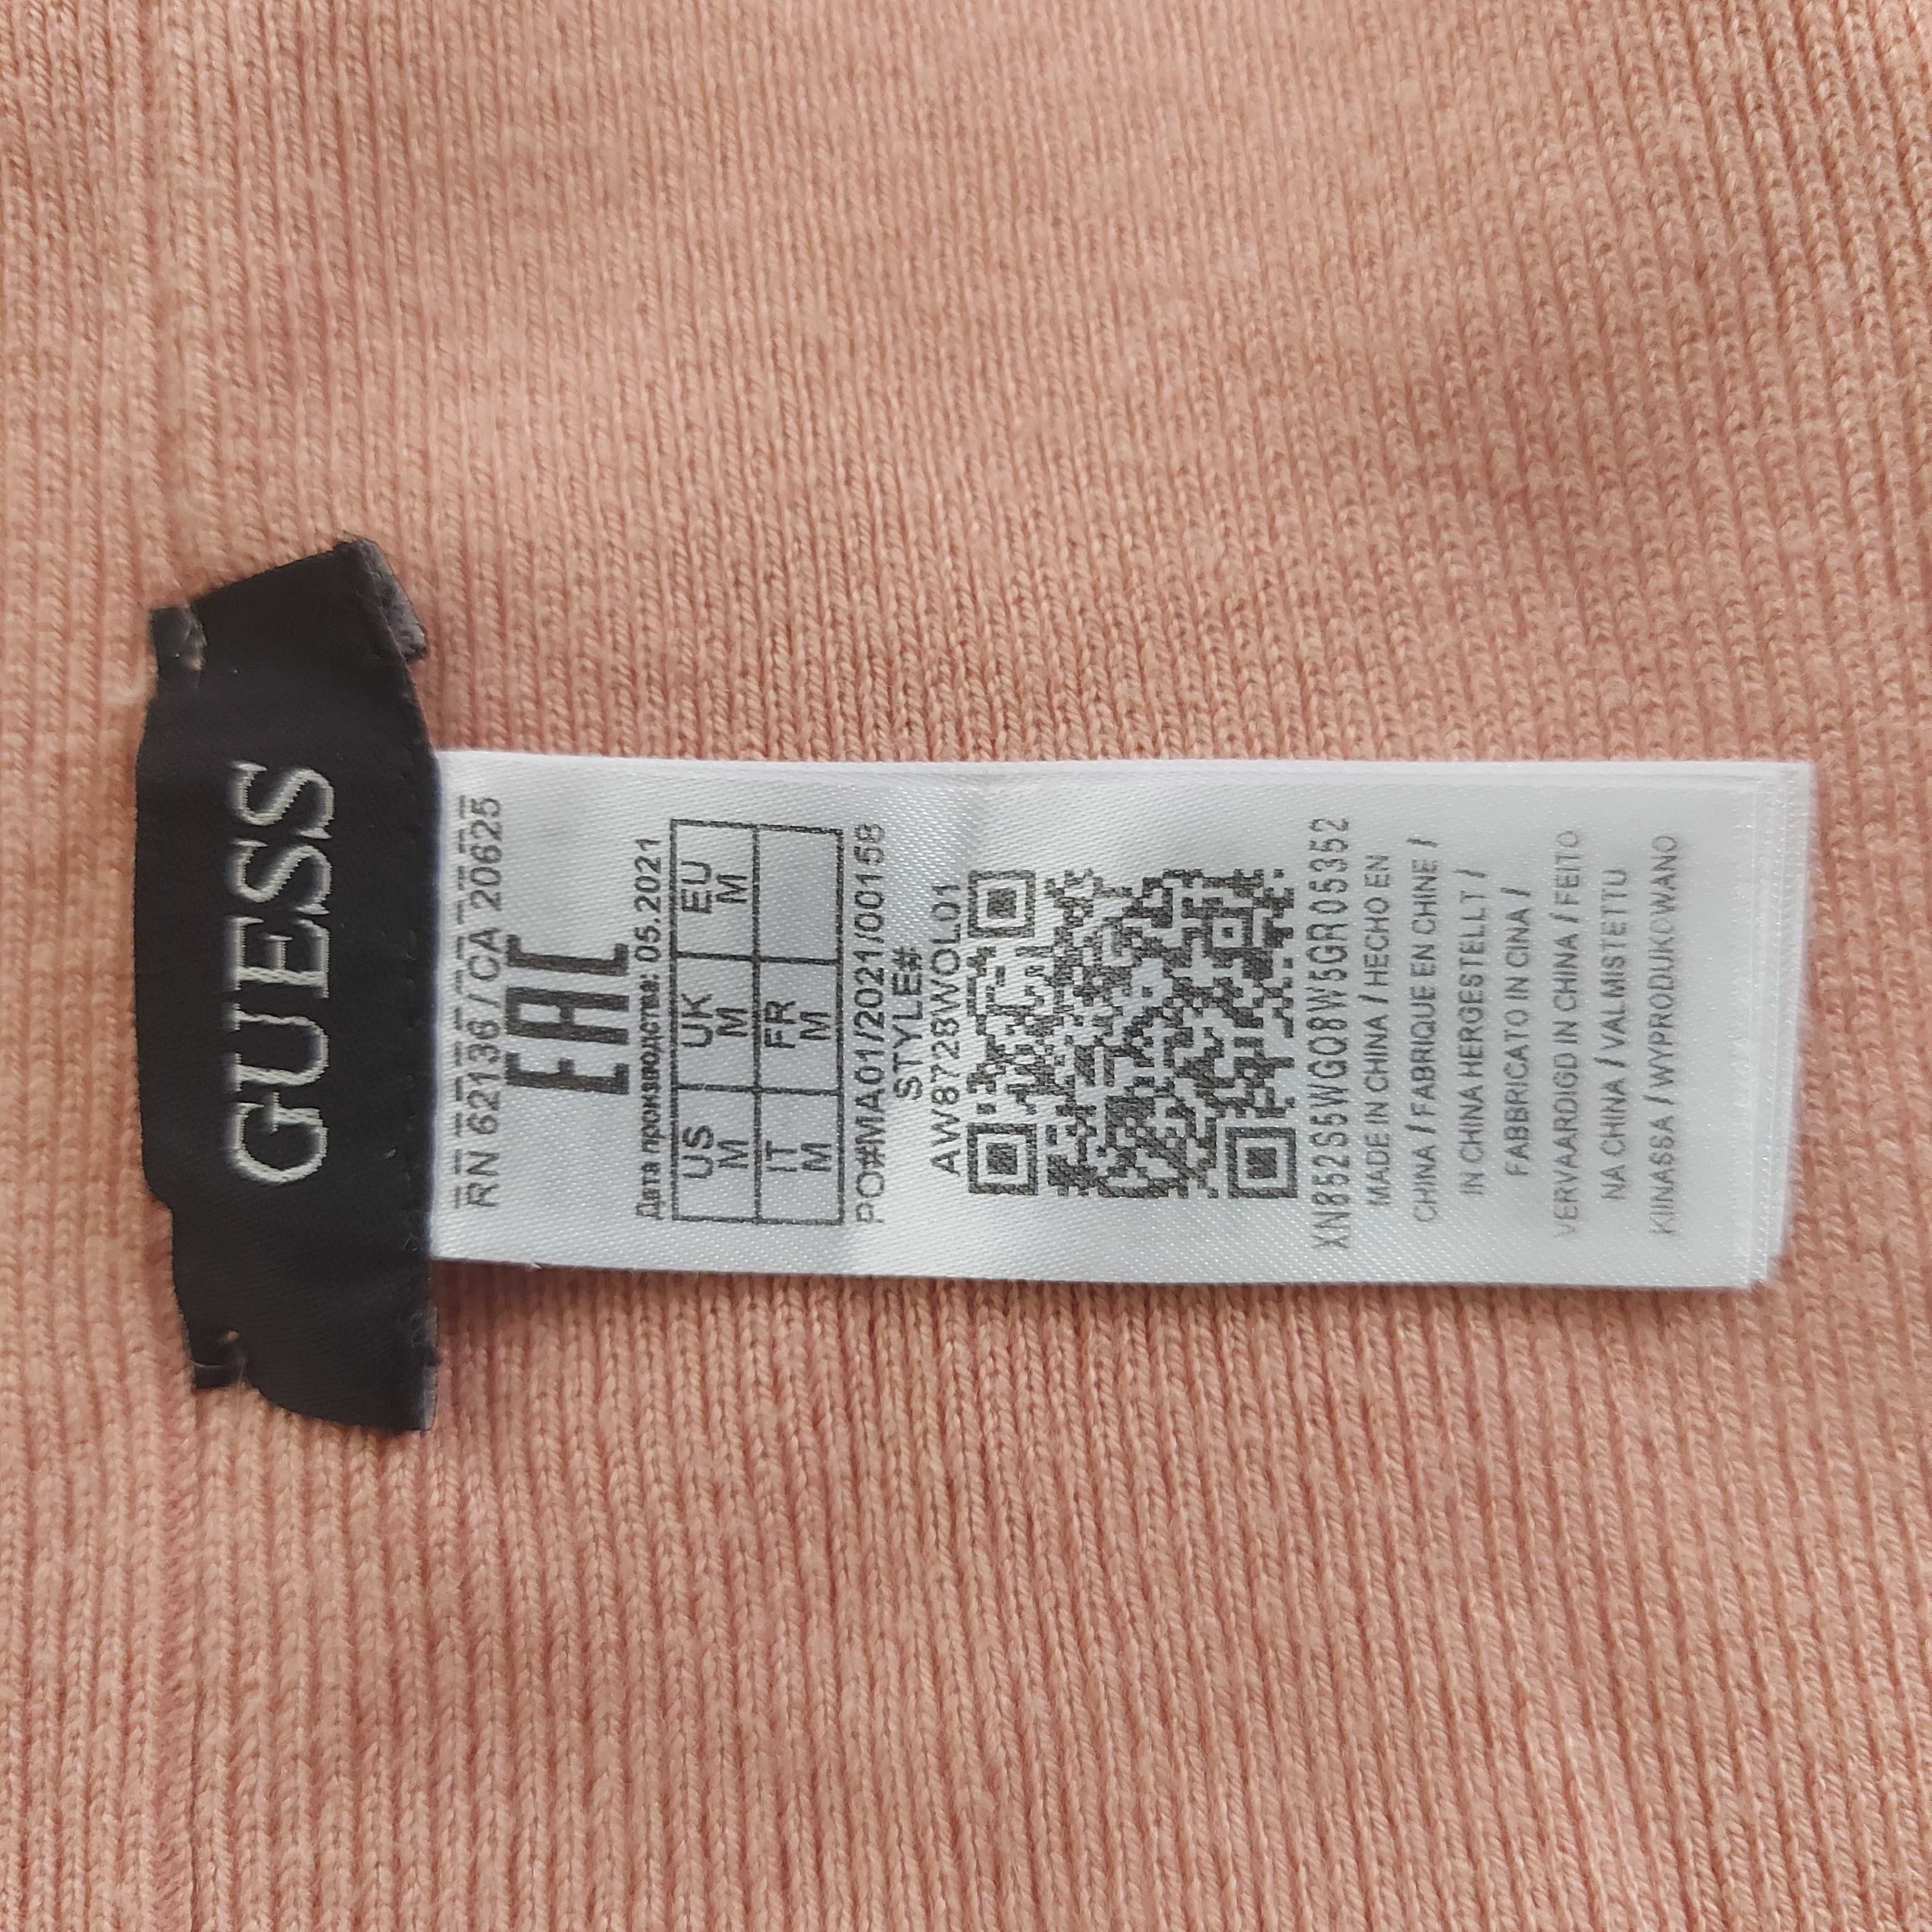 GUESS
RN 62136 / CA 20625
EAC
Дата производства: 05.2021
US UK EU
M M M
IT FR
M M
PO#MA01/2021/00158
STYLE#
AW8728WOL01
XN852S5WGQ8W5GR05352
MADE IN CHINA / HECHO EN
CHINA / FABRIQUE EN CHINE /
IN CHINA HERGESTELLT /
FABBRICATO IN CINA /
VERVAARDIGD IN CHINA / FEITO
NA CHINA / VALMISTETTU
KIINASSA / WYPRODUKOWANO